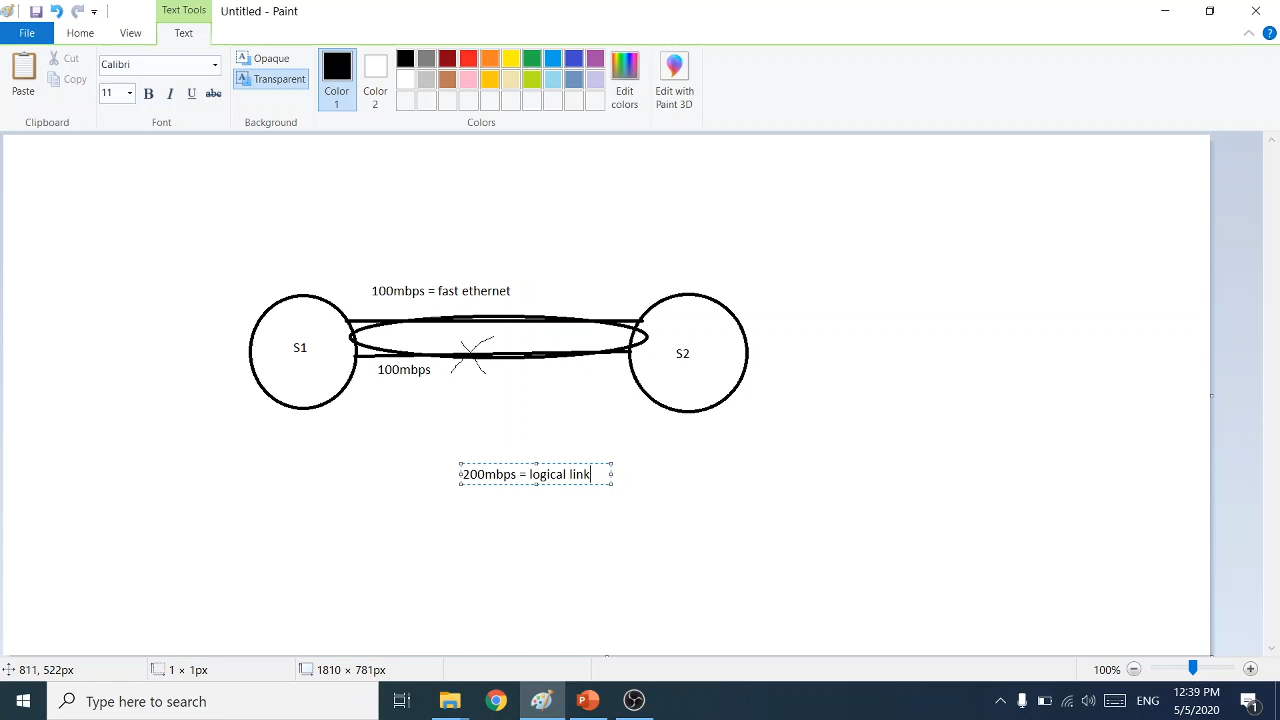 Text Tools
Untitled - Paint
File
Home
View
Text
Paste
Cut
Copy
Clipboard
Calibri
11
B I U abc
Font
Opaque
Transparent
Background
Color 1
Color 2
Edit colors
Colors
Edit with Paint 3D
100mbps = fast ethernet
S1
S2
100mbps
200mbps = logical link
811, 522px
1 × 1px
1810 × 781px
100%
Type here to search
ENG
12:39 PM
5/5/2020
1